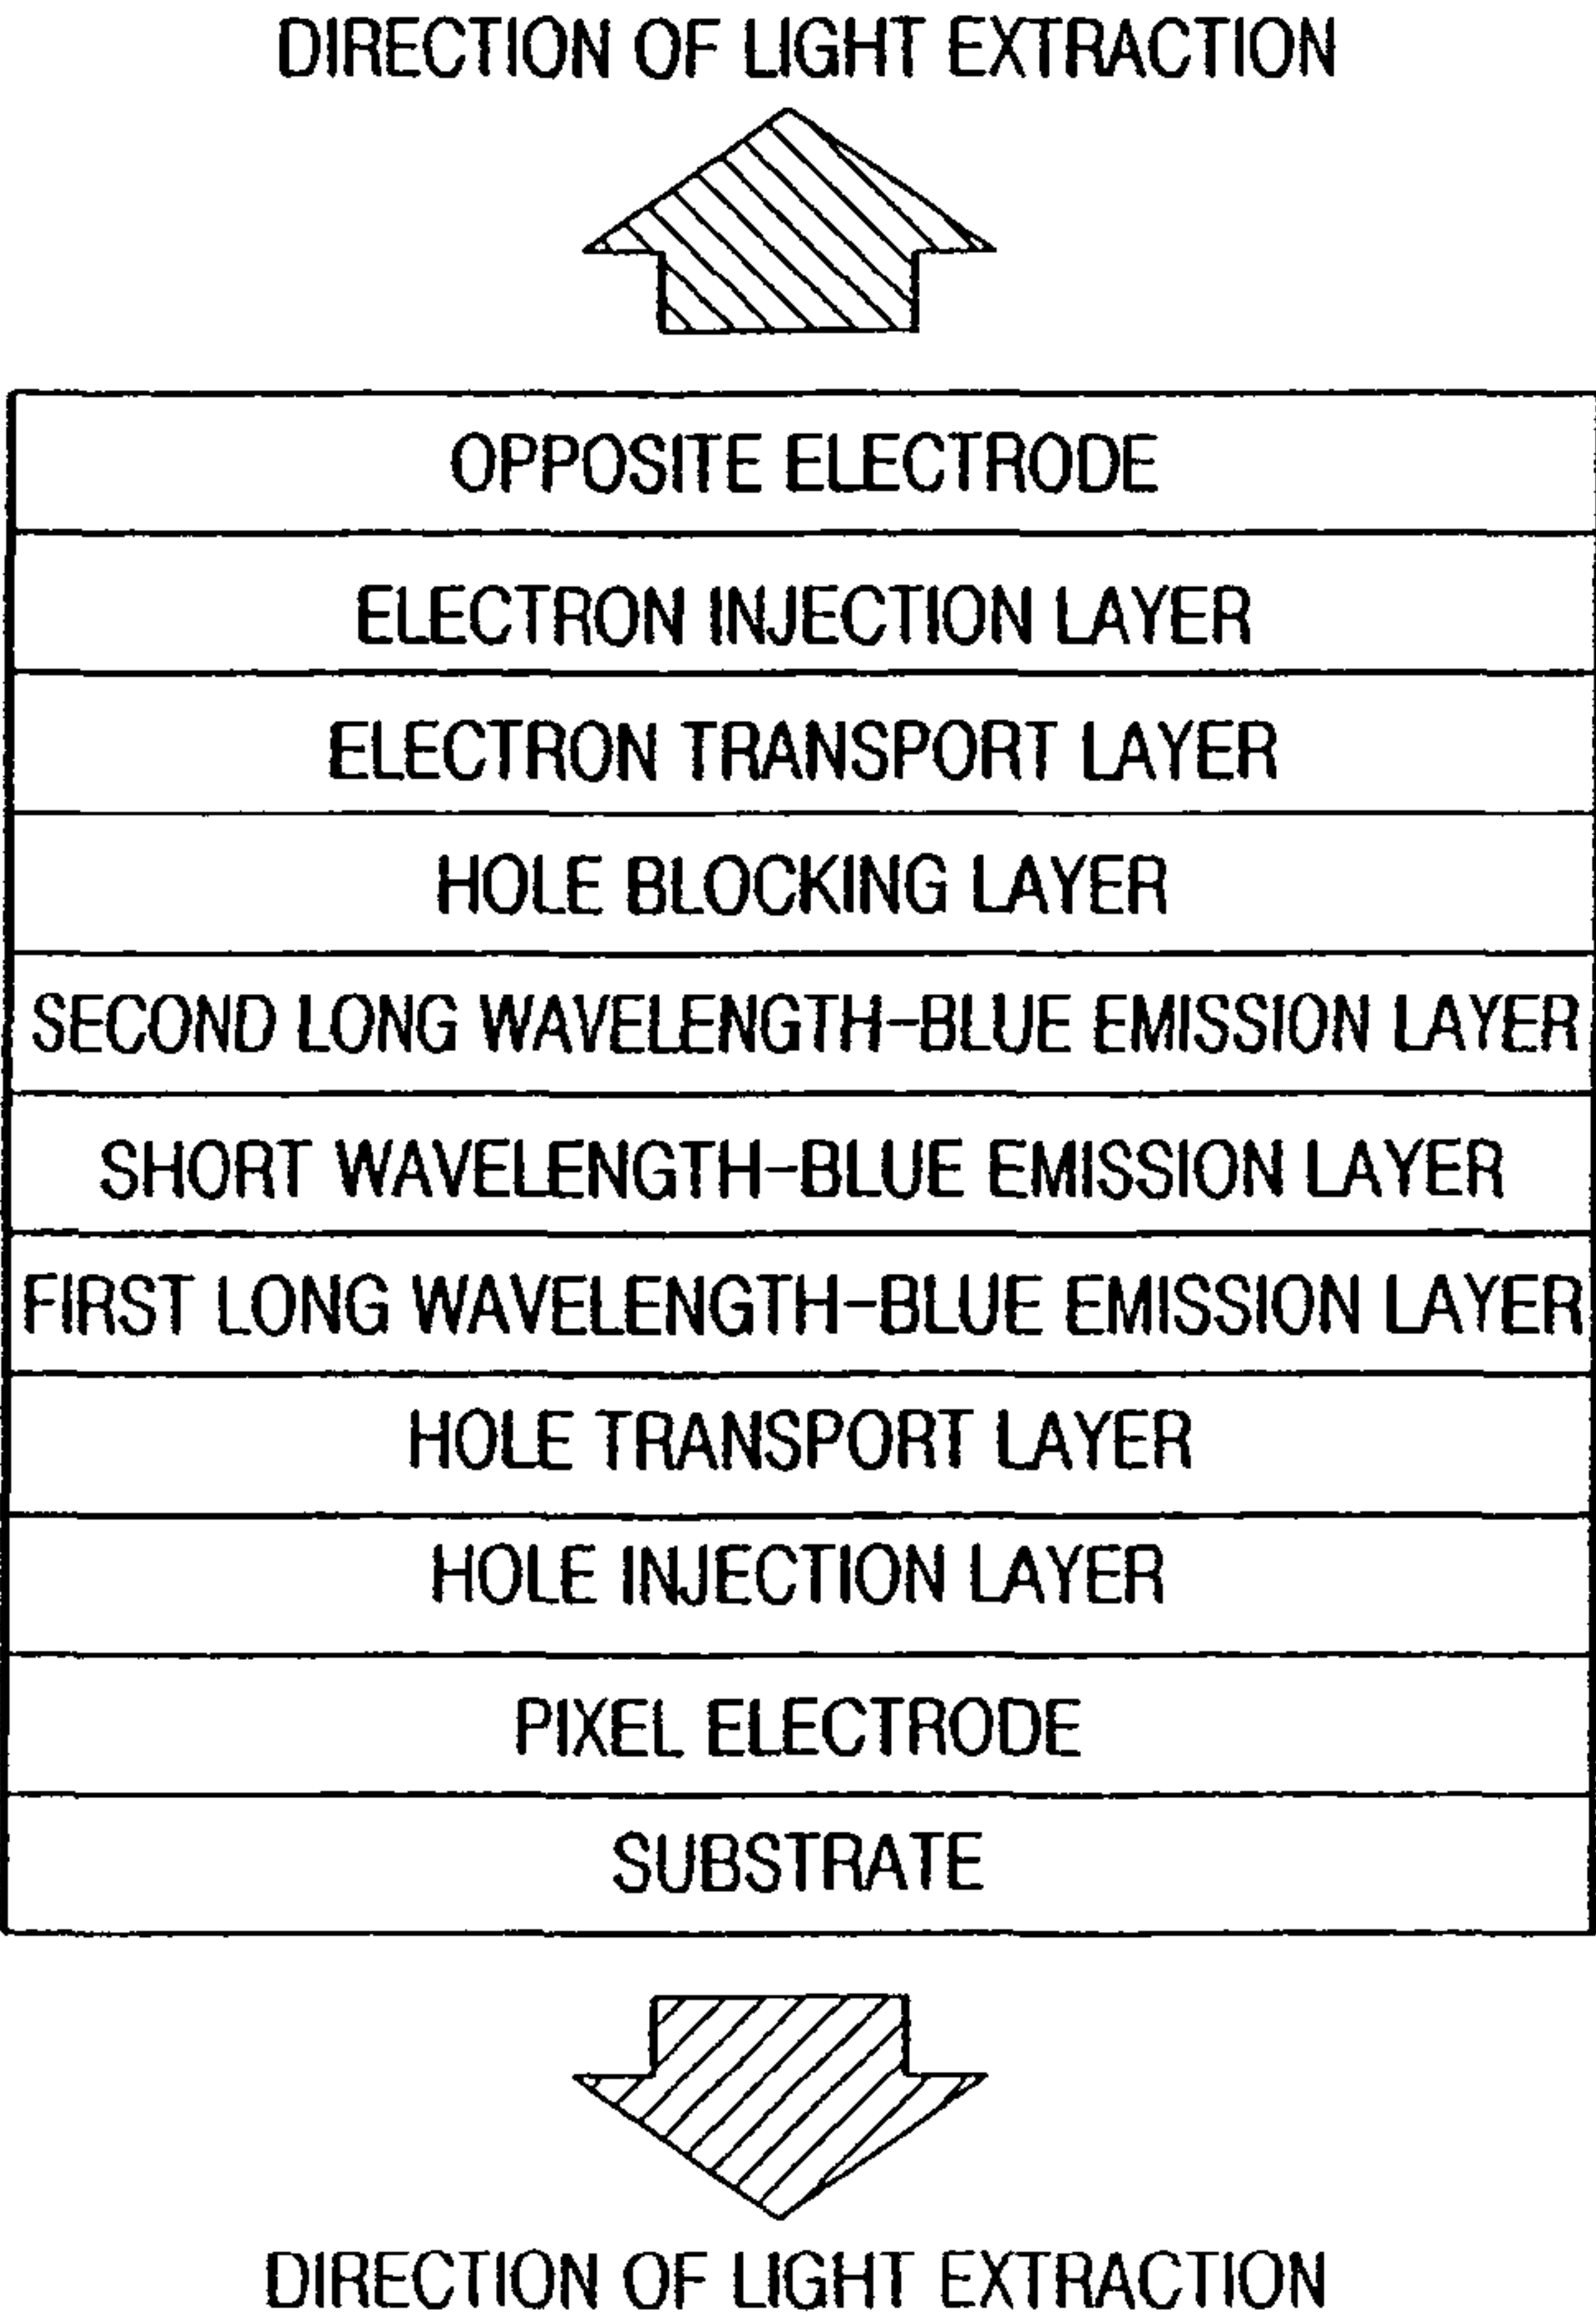 DIRECTION OF LIGHT EXTRACTION
OPPOSITE ELECTRODE
ELECTRON INJECTION LAYER
ELECTRON TRANSPORT LAYER
HOLE BLOCKING LAYER
SECOND LONG WAVELENGTH-BLUE EMISSION LAYER
SHORT WAVELENGTH-BLUE EMISSION LAYER
FIRST LONG WAVELENGTH-BLUE EMISSION LAYER
HOLE TRANSPORT LAYER
HOLE INJECTION LAYER
PIXEL ELECTRODE
SUBSTRATE
DIRECTION OF LIGHT EXTRACTION